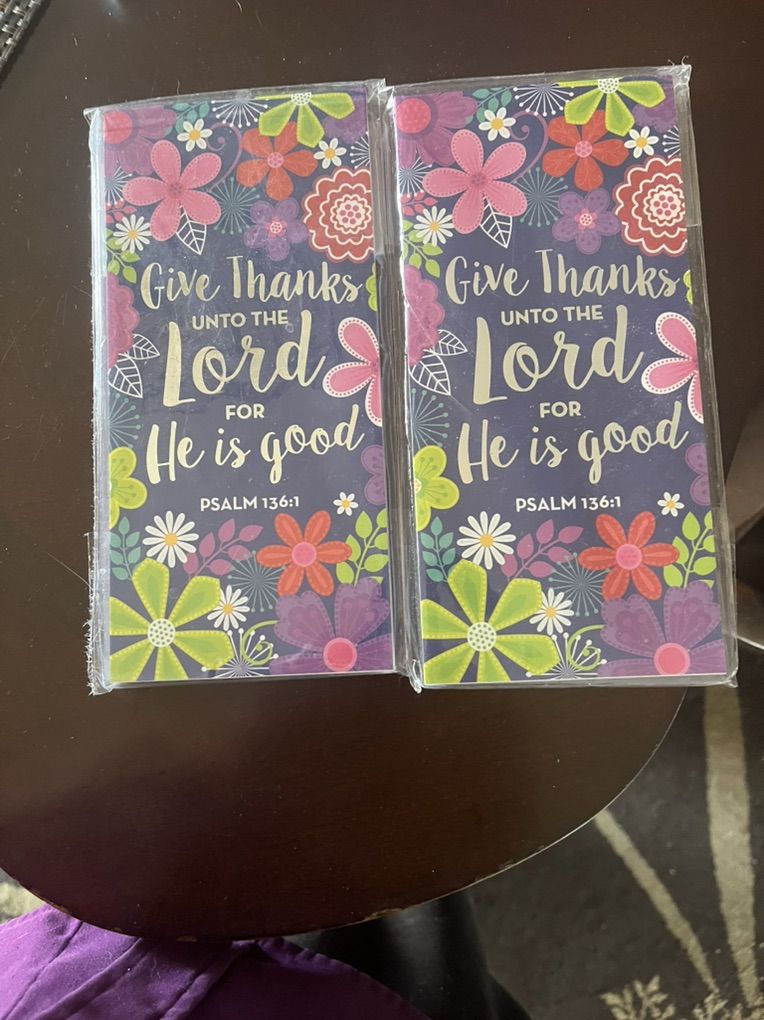 Give Thanks
UNTO THE
Lord
FOR
He is good
PSALM 136:1
Give Thanks
UNTO THE
Lord
FOR
He is good
PSALM 136:1